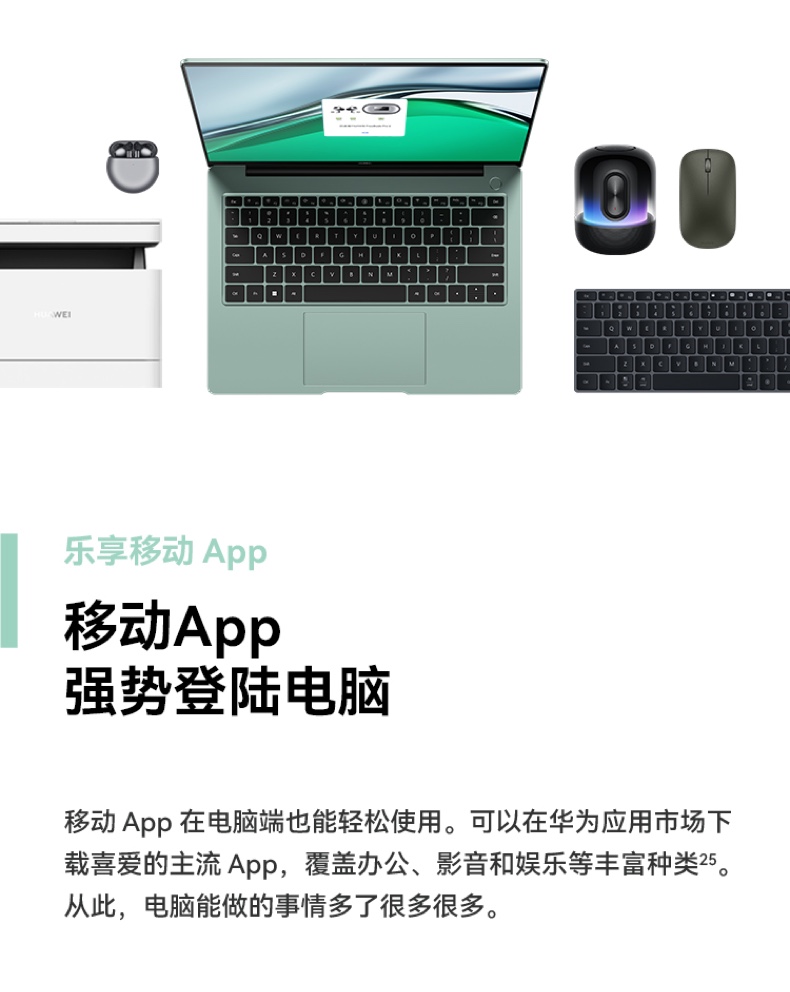 HUAWEI
乐享移动 App
移动App
强势登陆电脑
移动 App 在电脑端也能轻松使用。可以在华为应用市场下
载喜爱的主流 App，覆盖办公、影音和娱乐等丰富种类²⁵。
从此，电脑能做的事情多了很多很多。